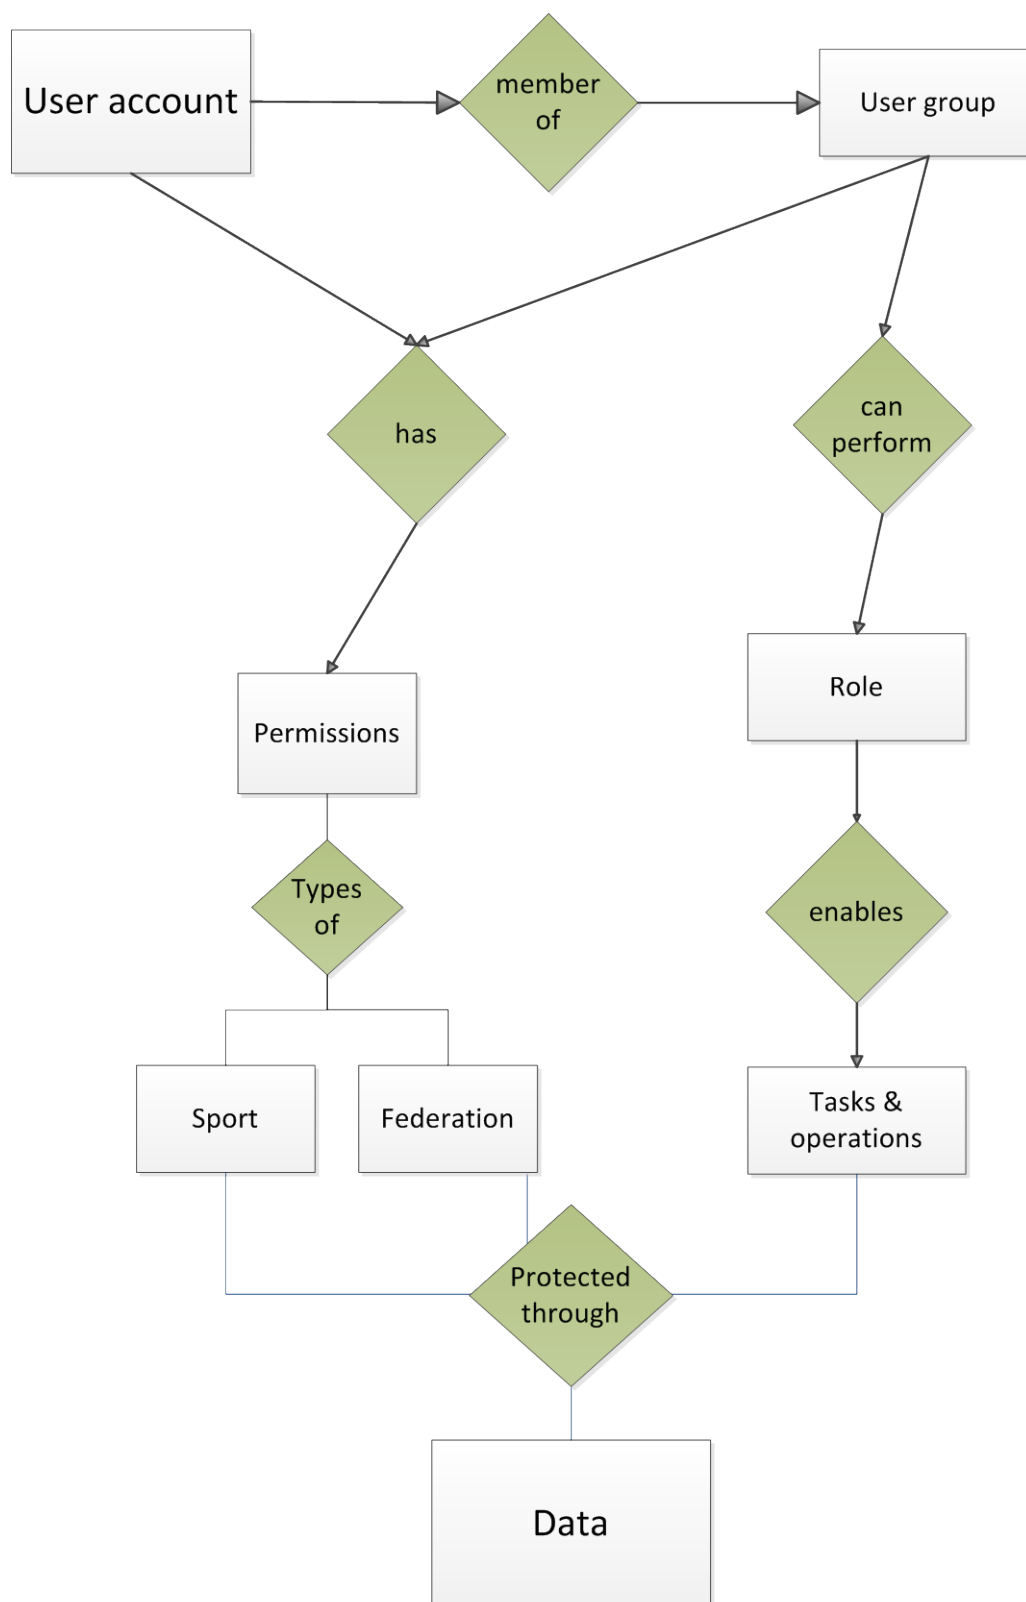 User account
member
of
User group
has
can
perform
Permissions
Role
Types
of
enables
Sport
Federation
Tasks &
operations
Protected
through
Data